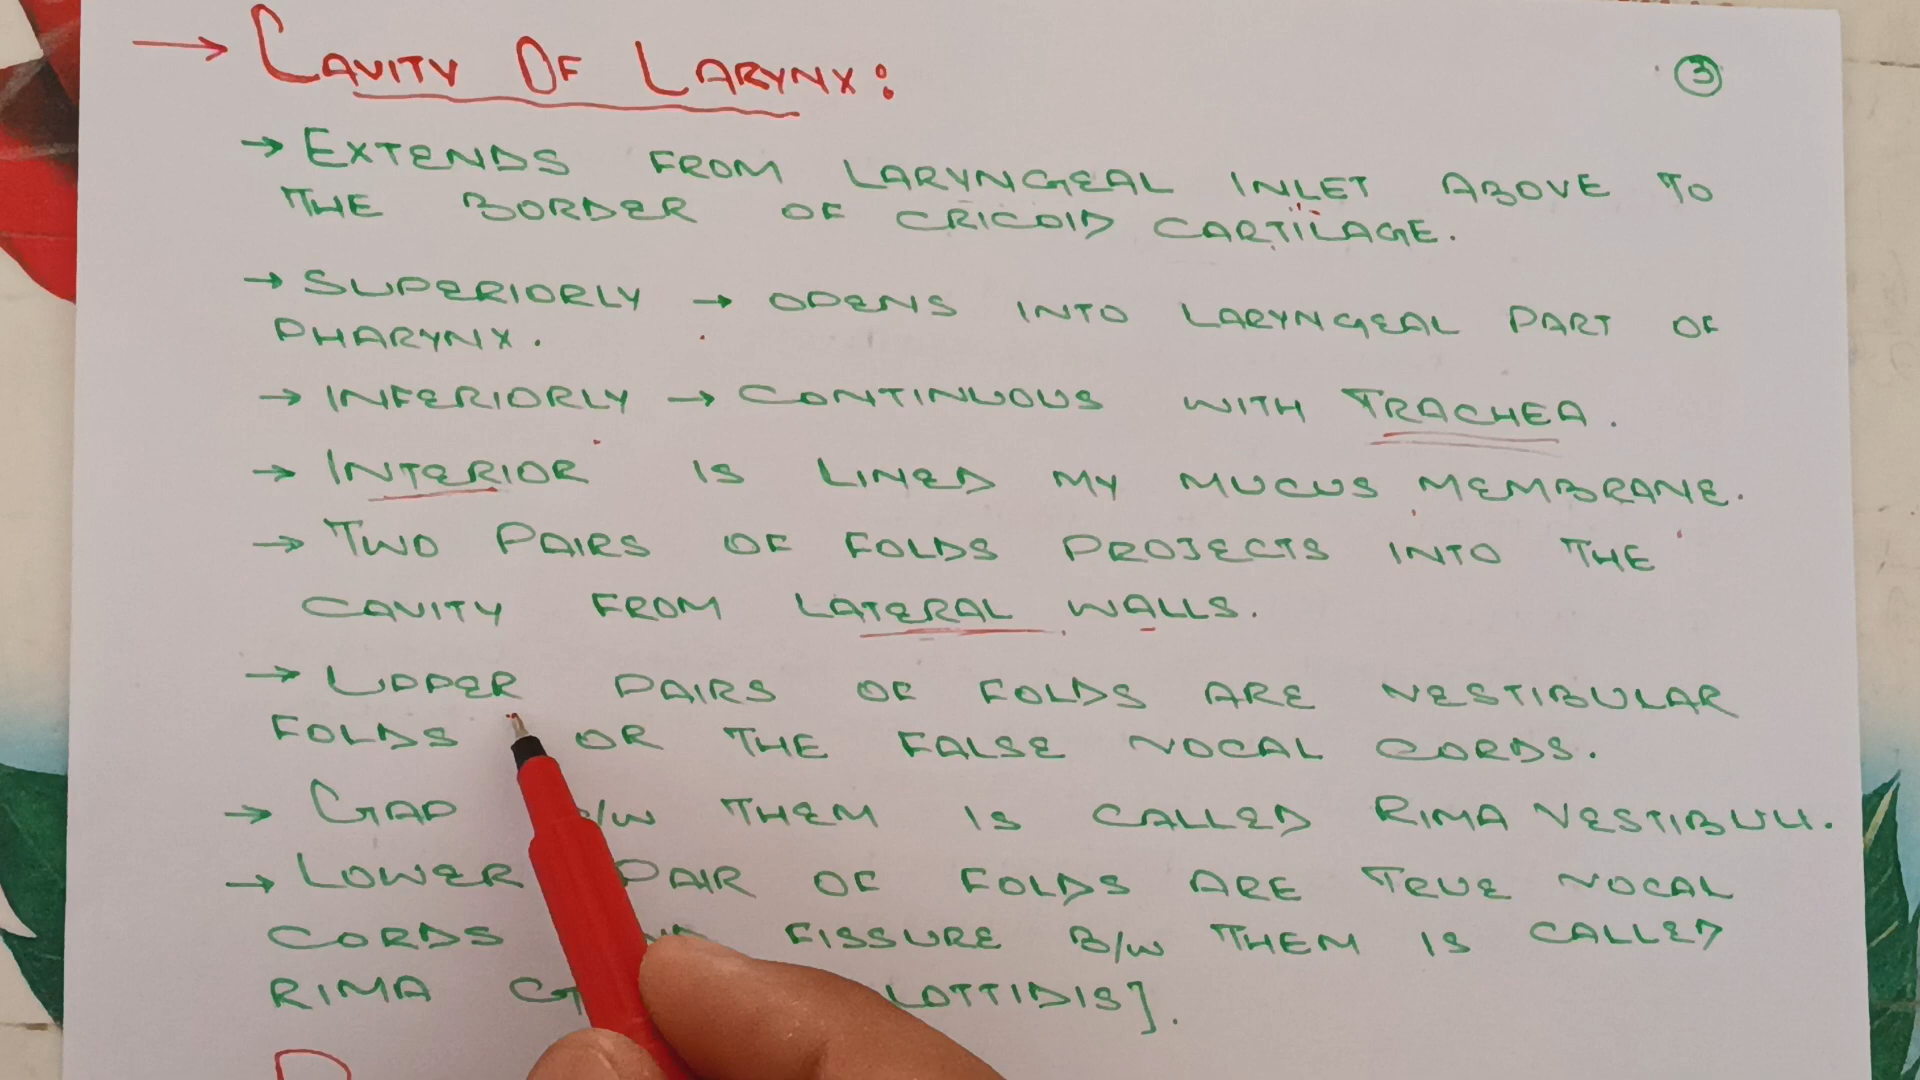 → CAVITY OF LARYNX:
3
→ EXTENDS FROM LARYNGEAL INLET ABOVE TO
THE BORDER OF CRICOID CARTILAGE.
→ SUPERIORLY → OPENS INTO LARYNGEAL PART OF
PHARYNX.
→ INFERIORLY → CONTINUOUS WITH TRACHEA.
→ INTERIOR IS LINED MY MUCUS MEMBRANE.
→ TWO PAIRS OF FOLDS PROJECTS INTO THE
CAVITY FROM LATERAL WALLS.
→ UPPER PAIRS OF FOLDS ARE VESTIBULAR
FOLDS OR THE FALSE VOCAL CORDS.
→ GAP B/W THEM IS CALLED RIMA VESTIBULI.
→ LOWER PAIR OF FOLDS ARE TRUE VOCAL
CORDS FISSURE B/W THEM IS CALLED
RIMA